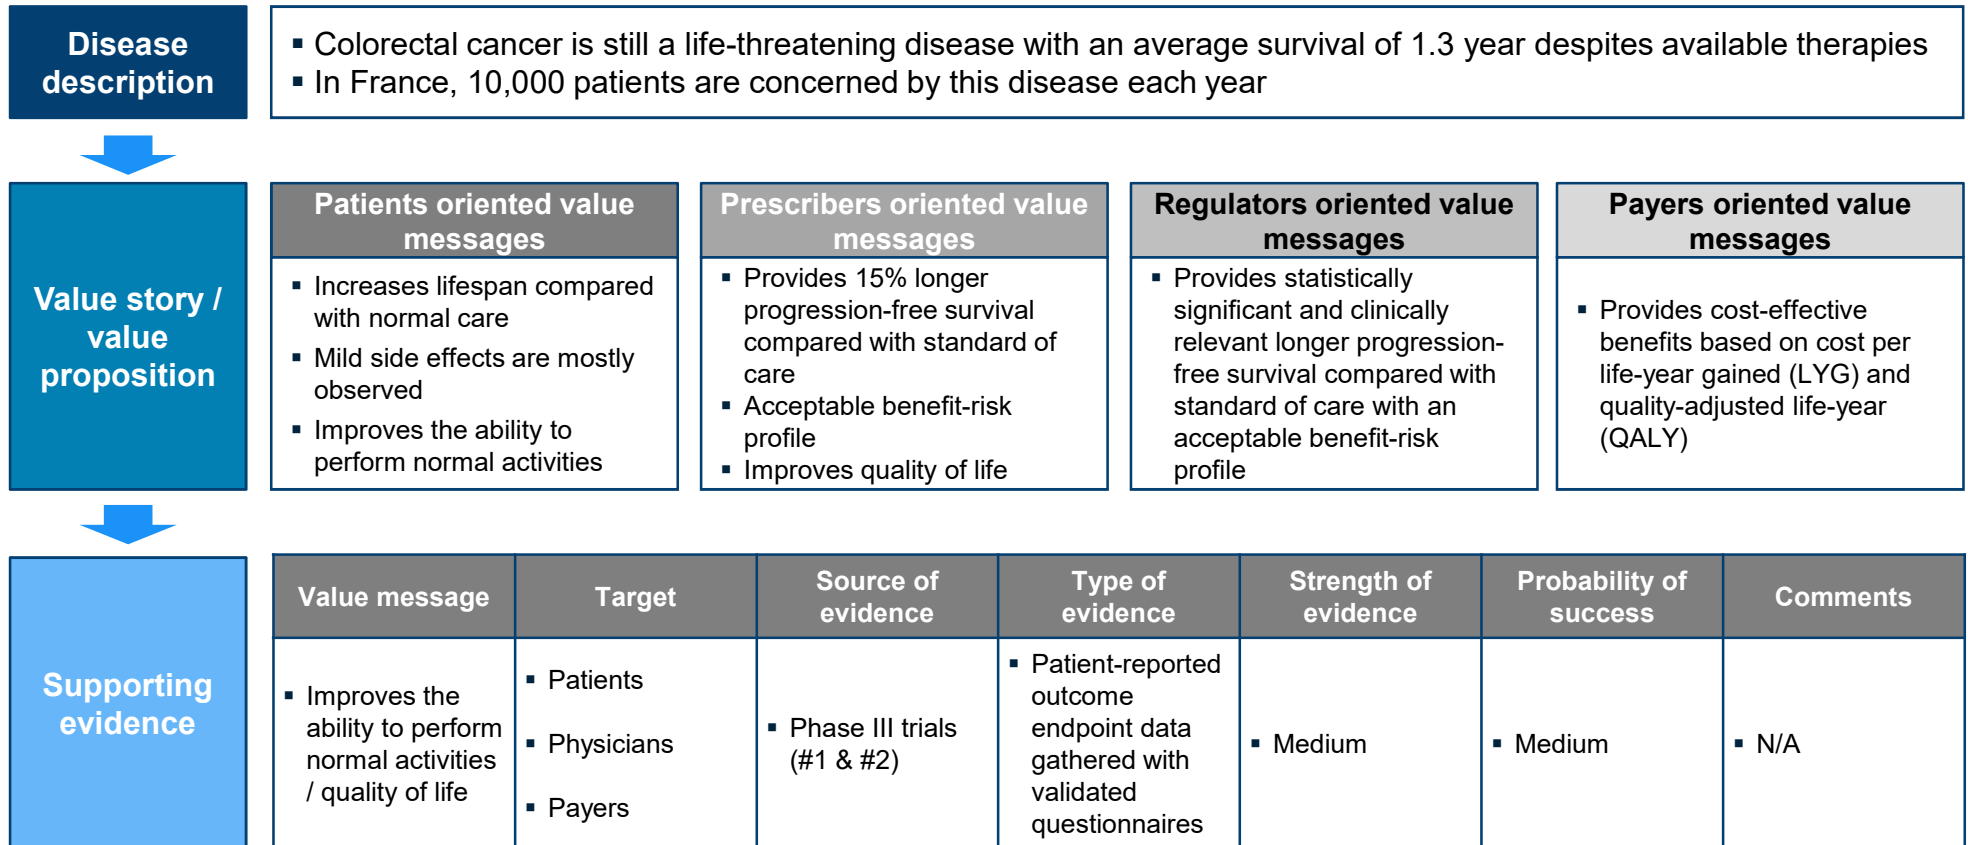 Disease
description
▪ Colorectal cancer is still a life-threatening disease with an average survival of 1.3 year despites available therapies
▪ In France, 10,000 patients are concerned by this disease each year
Value story /
value
proposition
Patients oriented value
messages
▪ Increases lifespan compared
with normal care
▪ Mild side effects are mostly
observed
▪ Improves the ability to
perform normal activities
Prescribers oriented value
messages
▪ Provides 15% longer
progression-free survival
compared with standard of
care
▪ Acceptable benefit-risk
profile
▪ Improves quality of life
Regulators oriented value
messages
▪ Provides statistically
significant and clinically
relevant longer progression-
free survival compared with
standard of care with an
acceptable benefit-risk
profile
Payers oriented value
messages
▪ Provides cost-effective
benefits based on cost per
life-year gained (LYG) and
quality-adjusted life-year
(QALY)
Supporting
evidence
Value message
Target
Source of
evidence
Type of
evidence
Strength of
evidence
Probability of
success
Comments
▪ Improves the
ability to perform
normal activities
/ quality of life
▪ Patients
▪ Physicians
▪ Payers
▪ Phase III trials
(#1 & #2)
▪ Patient-reported
outcome
endpoint data
gathered with
validated
questionnaires
▪ Medium
▪ Medium
▪ N/A